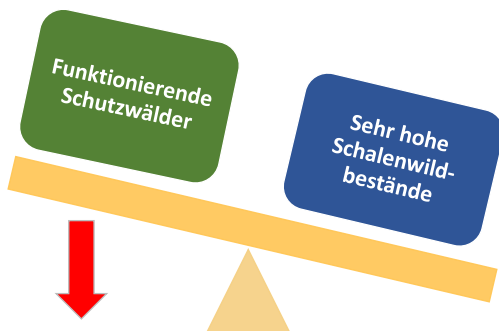 Funktionierende
Schutzwälder
Sehr hohe
Schalenwild-
bestände